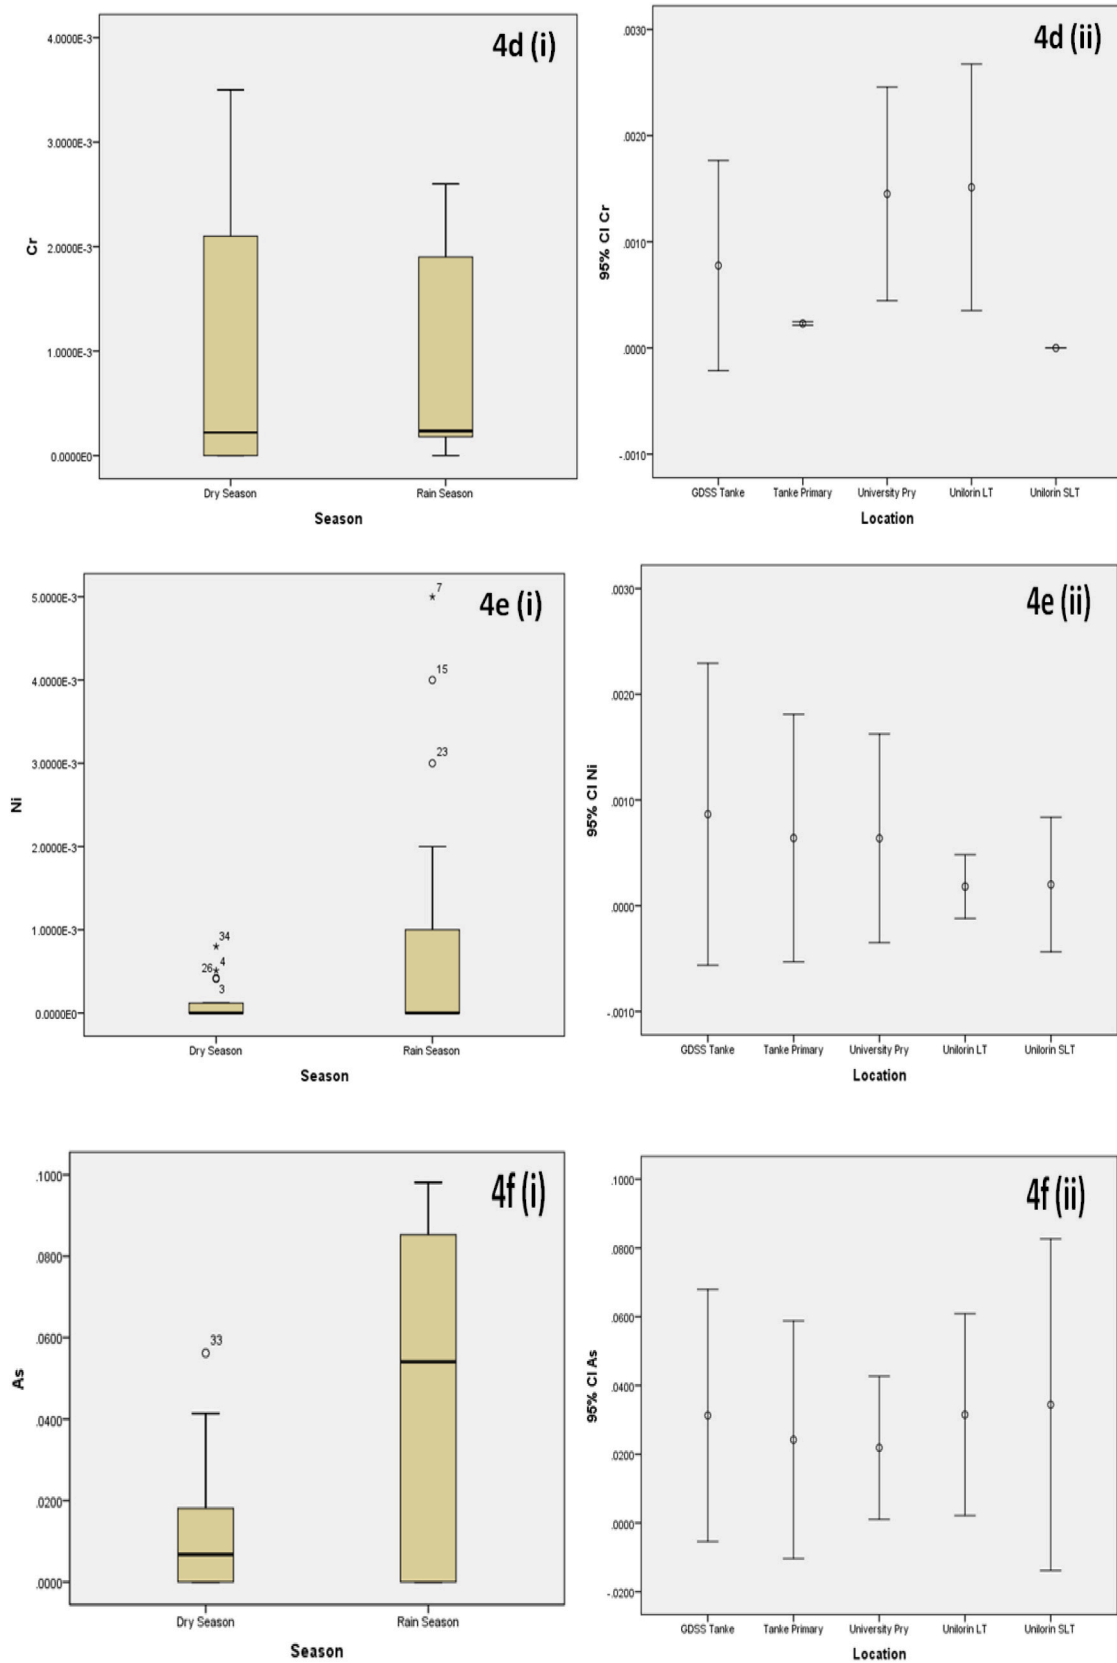 4d (i)
4.0000E-3
3.0000E-3
2.0000E-3
1.0000E-3
0.0000E0
Cr
Dry Season
Rain Season
Season
4d (ii)
.0030
.0020
.0010
.0000
-.0010
95% CI Cr
GDSS Tanke
Tanke Primary
University Pry
Unilorin LT
Unilorin SLT
Location
4e (i)
5.0000E-3
4.0000E-3
3.0000E-3
2.0000E-3
1.0000E-3
0.0000E0
Ni
7
15
23
34
26
4
3
Dry Season
Rain Season
Season
4e (ii)
.0030
.0020
.0010
.0000
-.0010
95% CI Ni
GDSS Tanke
Tanke Primary
University Pry
Unilorin LT
Unilorin SLT
Location
4f (i)
.1000
.0800
.0600
.0400
.0200
.0000
As
33
Dry Season
Rain Season
Season
4f (ii)
.1000
.0800
.0600
.0400
.0200
.0000
-.0200
95% CI As
GDSS Tanke
Tanke Primary
University Pry
Unilorin LT
Unilorin SLT
Location